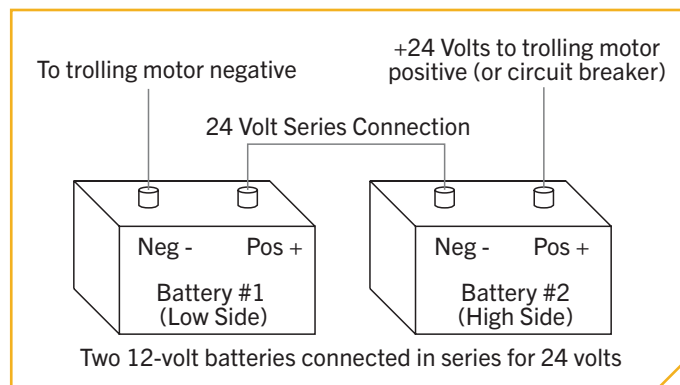 To trolling motor negative
+24 Volts to trolling motor
positive (or circuit breaker)
24 Volt Series Connection
Neg - Pos +
Battery #1
(Low Side)
Neg - Pos +
Battery #2
(High Side)
Two 12-volt batteries connected in series for 24 volts